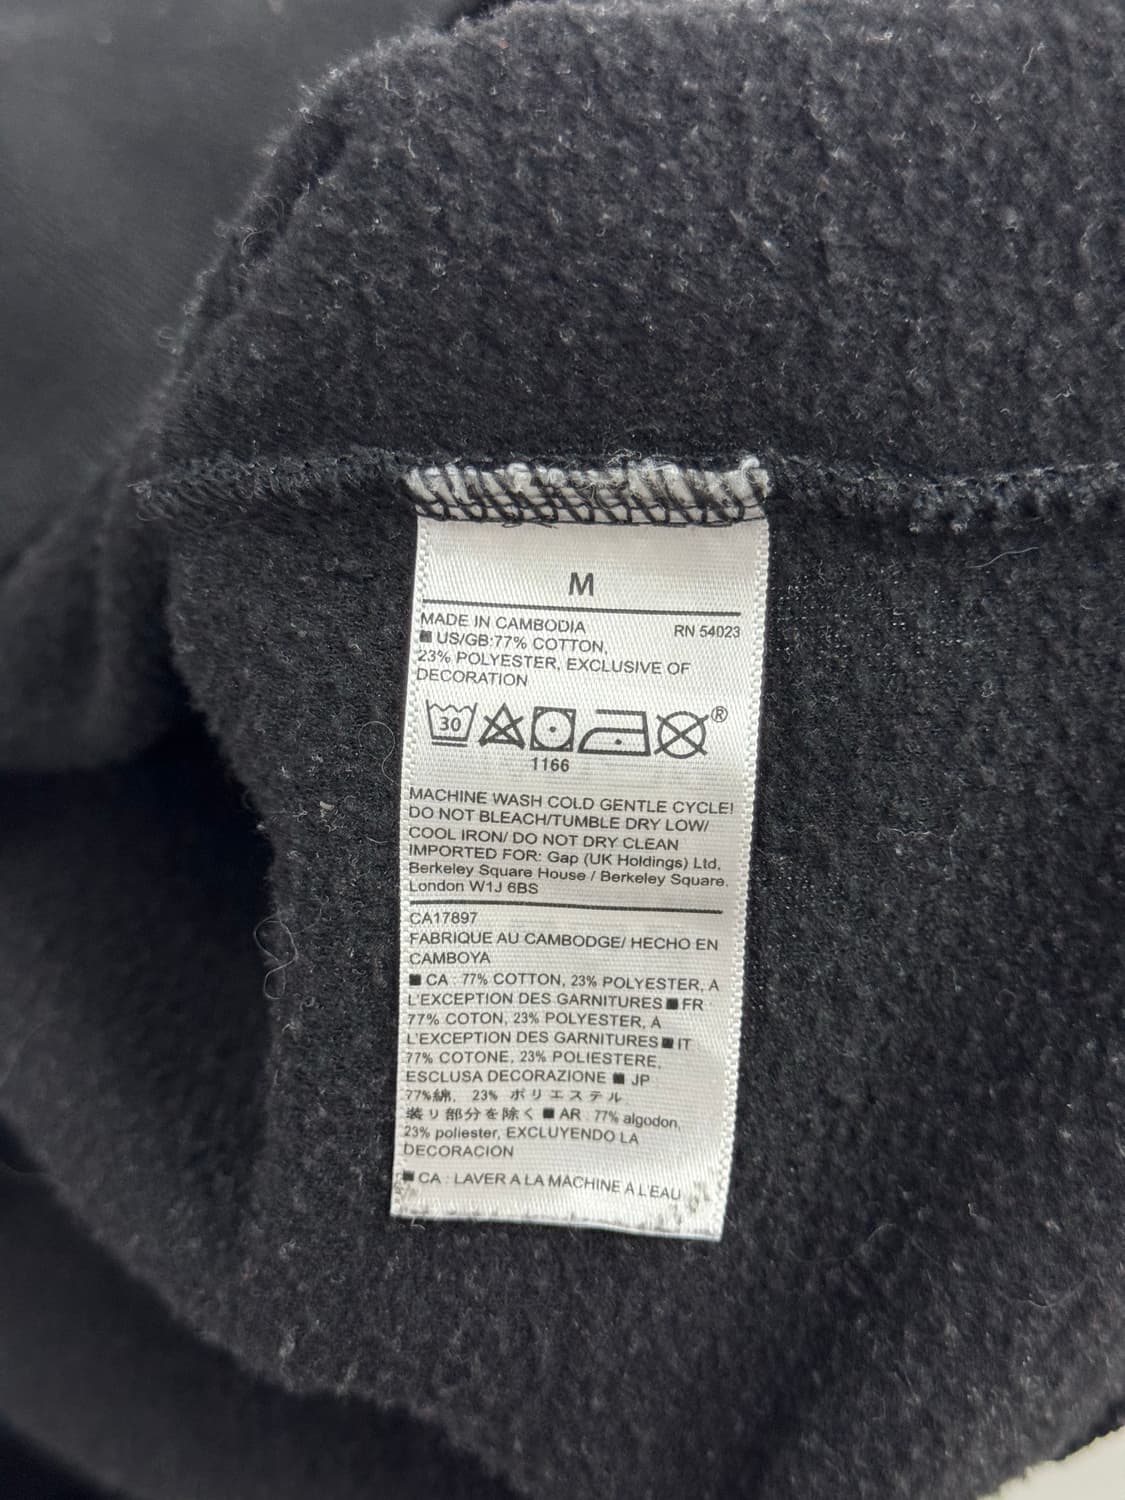 M
MADE IN CAMBODIA RN 54023
■ US/GB:77% COTTON,
23% POLYESTER, EXCLUSIVE OF
DECORATION
30 ®
1166
MACHINE WASH COLD GENTLE CYCLE!
DO NOT BLEACH/TUMBLE DRY LOW/
COOL IRON/ DO NOT DRY CLEAN
IMPORTED FOR: Gap (UK Holdings) Ltd,
Berkeley Square House / Berkeley Square.
London W1J 6BS
CA17897
FABRIQUE AU CAMBODGE/ HECHO EN
CAMBOYA
■ CA : 77% COTTON, 23% POLYESTER, A
L'EXCEPTION DES GARNITURES ■ FR
77% COTON, 23% POLYESTER, A
L'EXCEPTION DES GARNITURES ■ IT
77% COTONE, 23% POLIESTERE,
ESCLUSA DECORAZIONE ■ JP
77%綿, 23% ポリエステル,
装り部分を除く ■ AR : 77% algodon,
23% poliester, EXCLUYENDO LA
DECORACION
■ CA : LAVER A LA MACHINE A L'EAU